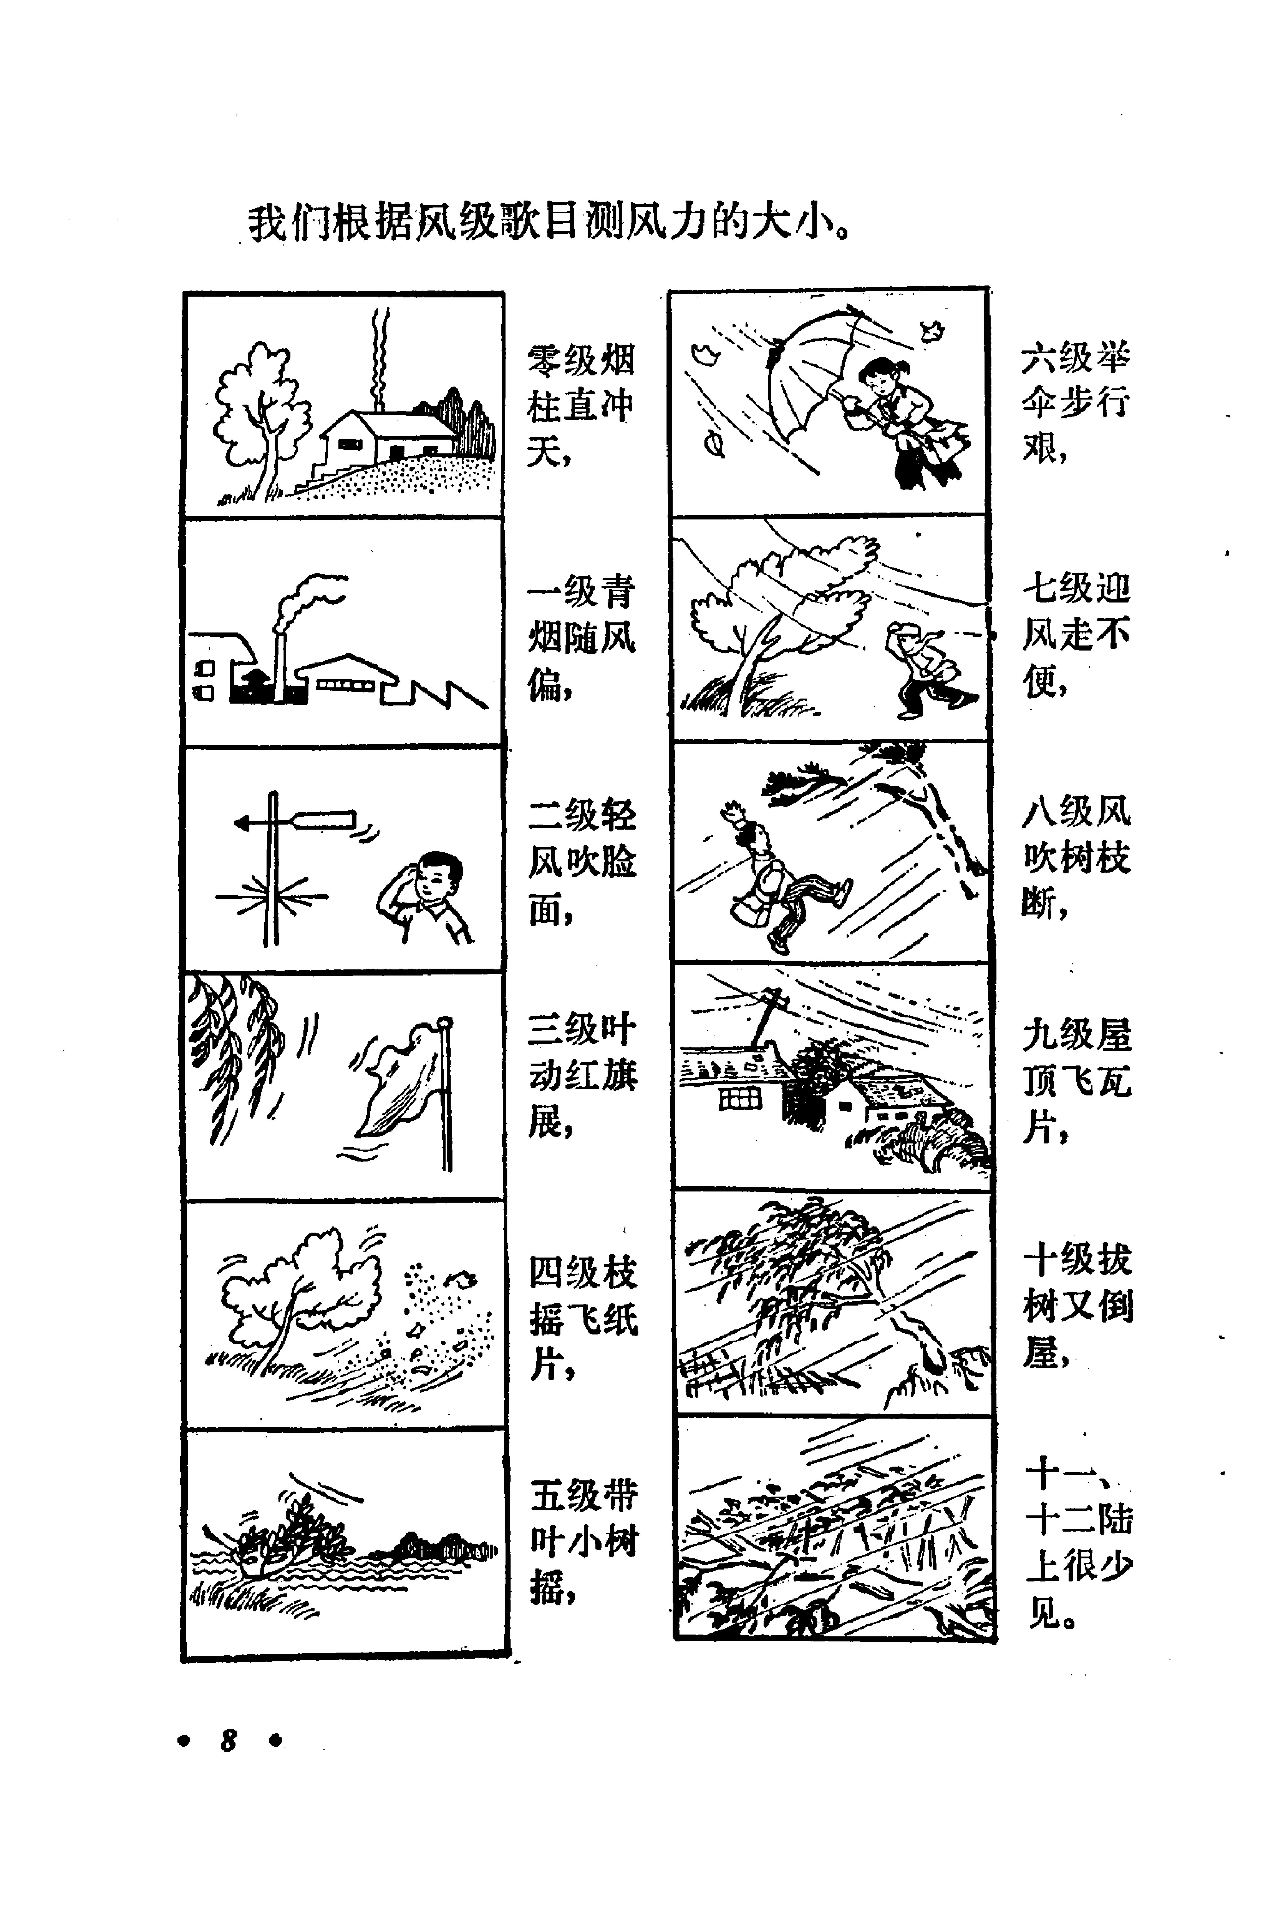 我们根据风级歌目测风力的大小。
零级烟
柱直冲
天，
一级青
烟随风
偏，
二级轻
风吹脸
面，
三级叶
动红旗
展，
四级枝
摇飞纸
片，
五级带
叶小树
摇，
六级举
伞步行
艰，
七级迎
风走不
便，
八级风
吹树枝
断，
九级屋
顶飞瓦
片，
十级拔
树又倒
屋，
十一、
十二陆
上很少
见。
• 8 •